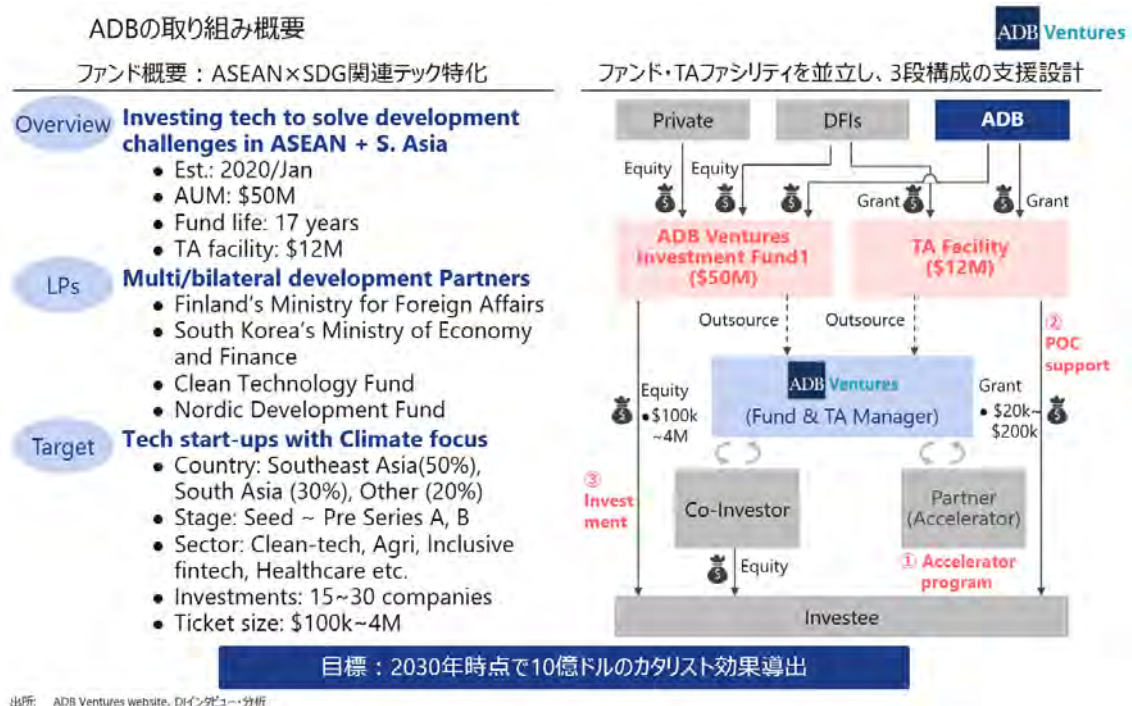 ADBの取り組み概要
ADB Ventures
ファンド概要：ASEAN×SDG関連テック特化
Overview
Investing tech to solve development
challenges in ASEAN + S. Asia
● Est.: 2020/Jan
● AUM: $50M
● Fund life: 17 years
● TA facility: $12M
LPs
Multi/bilateral development Partners
● Finland's Ministry for Foreign Affairs
● South Korea's Ministry of Economy
and Finance
● Clean Technology Fund
● Nordic Development Fund
Target
Tech start-ups with Climate focus
● Country: Southeast Asia(50%),
South Asia (30%), Other (20%)
● Stage: Seed ~ Pre Series A, B
● Sector: Clean-tech, Agri, Inclusive
fintech, Healthcare etc.
● Investments: 15~30 companies
● Ticket size: $100k~4M
ファンド・TAファシリティを並立し、3段構成の支援設計
Private
DFIs
ADB
Equity
Equity
Grant
Grant
ADB Ventures
Investment Fund1
($50M)
TA Facility
($12M)
Outsource
Outsource
②
POC
support
Equity
● $100k
~4M
ADB Ventures
(Fund & TA Manager)
Grant
● $20k~
$200k
③
Invest
ment
Co-Investor
Partner
(Accelerator)
Equity
① Accelerator
program
Investee
目標：2030年時点で10億ドルのカタリスト効果導出
出所: ADB Ventures website、DIインタビュー・分析